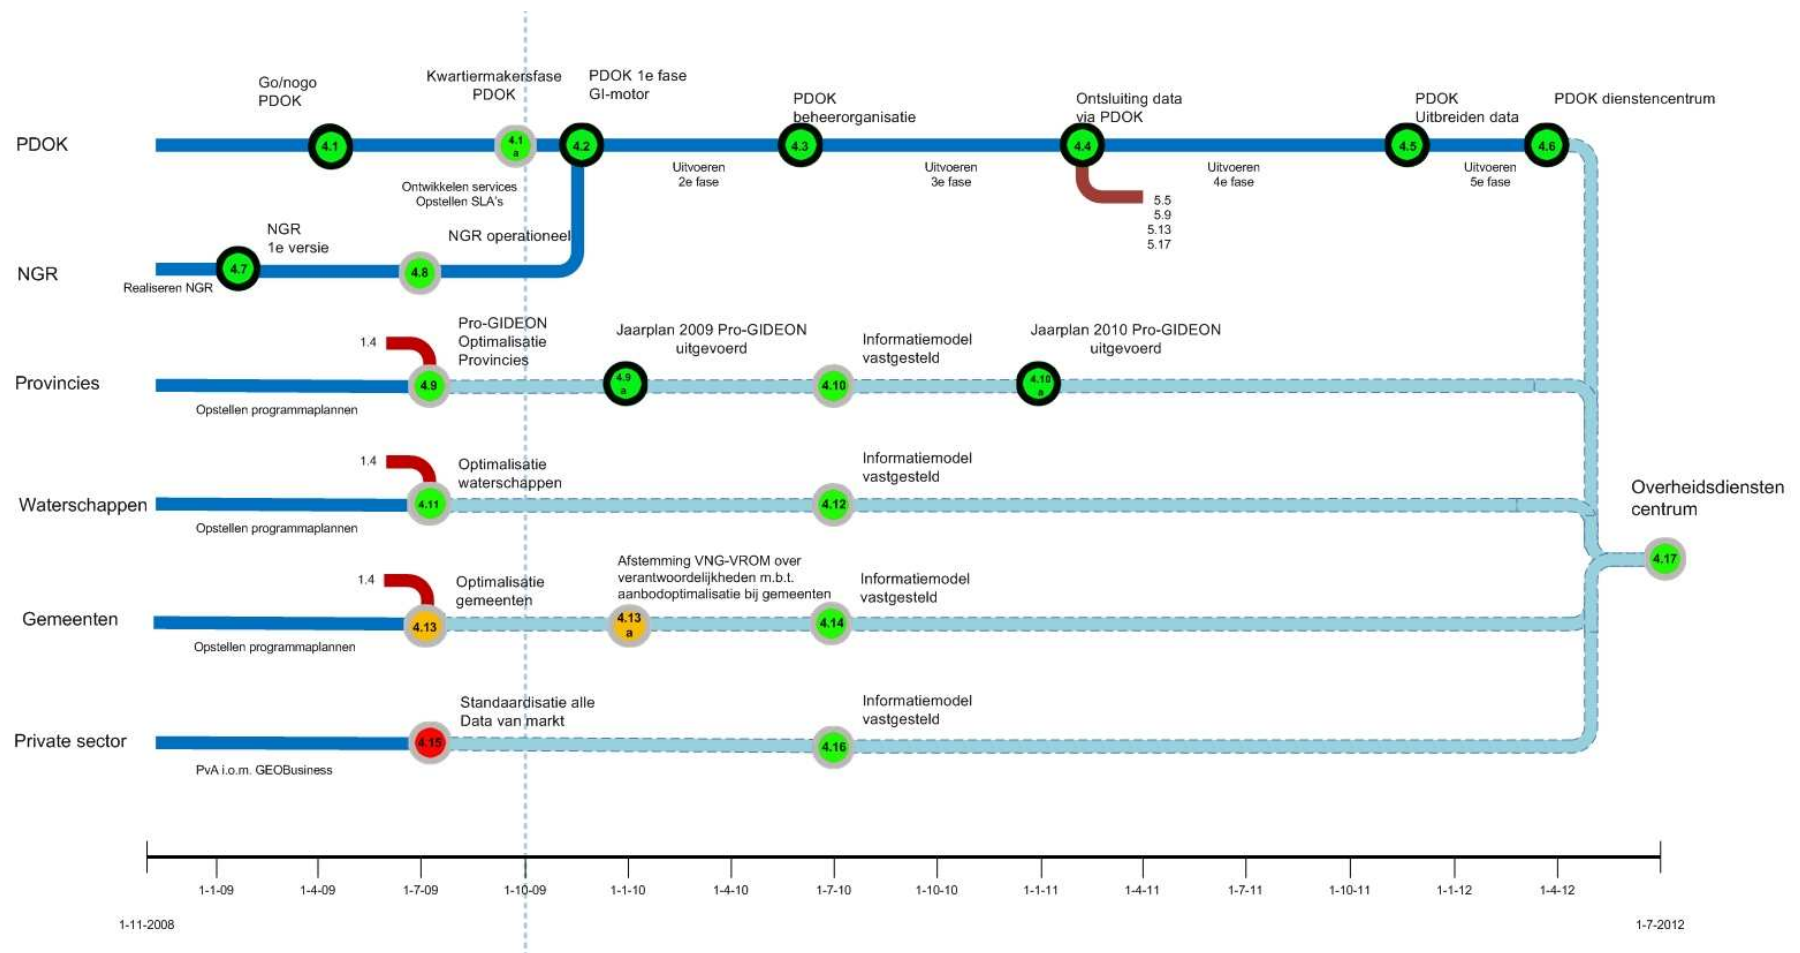 Go/nogo
PDOK
Kwartiermakersfase
PDOK
PDOK 1e fase
GI-motor
PDOK
beheerorganisatie
Ontsluiting data
via PDOK
PDOK
Uitbreiden data
PDOK dienstencentrum
PDOK
4.1
4.1
a
4.2
4.3
4.4
4.5
4.6
Ontwikkelen services
Opstellen SLA's
Uitvoeren
2e fase
Uitvoeren
3e fase
Uitvoeren
4e fase
Uitvoeren
5e fase
5.5
5.9
5.13
5.17
NGR
NGR
1e versie
NGR operationeel
4.7
4.8
Realiseren NGR
1.4
Pro-GIDEON
Optimalisatie
Provincies
Jaarplan 2009 Pro-GIDEON
uitgevoerd
Informatiemodel
vastgesteld
Jaarplan 2010 Pro-GIDEON
uitgevoerd
Provincies
4.9
4.9
a
4.10
4.10
a
Opstellen programmaplannen
1.4
Optimalisatie
waterschappen
Informatiemodel
vastgesteld
Waterschappen
4.11
4.12
Opstellen programmaplannen
Overheidsdiensten
centrum
4.17
1.4
Optimalisatie
gemeenten
Afstemming VNG-VROM over
verantwoordelijkheden m.b.t.
aanbodoptimalisatie bij gemeenten
Informatiemodel
vastgesteld
Gemeenten
4.13
4.13
a
4.14
Opstellen programmaplannen
Standaardisatie alle
Data van markt
Informatiemodel
vastgesteld
Private sector
4.15
4.16
PvA i.o.m. GEOBusiness
1-1-09
1-4-09
1-7-09
1-10-09
1-1-10
1-4-10
1-7-10
1-10-10
1-1-11
1-4-11
1-7-11
1-10-11
1-1-12
1-4-12
1-11-2008
1-7-2012